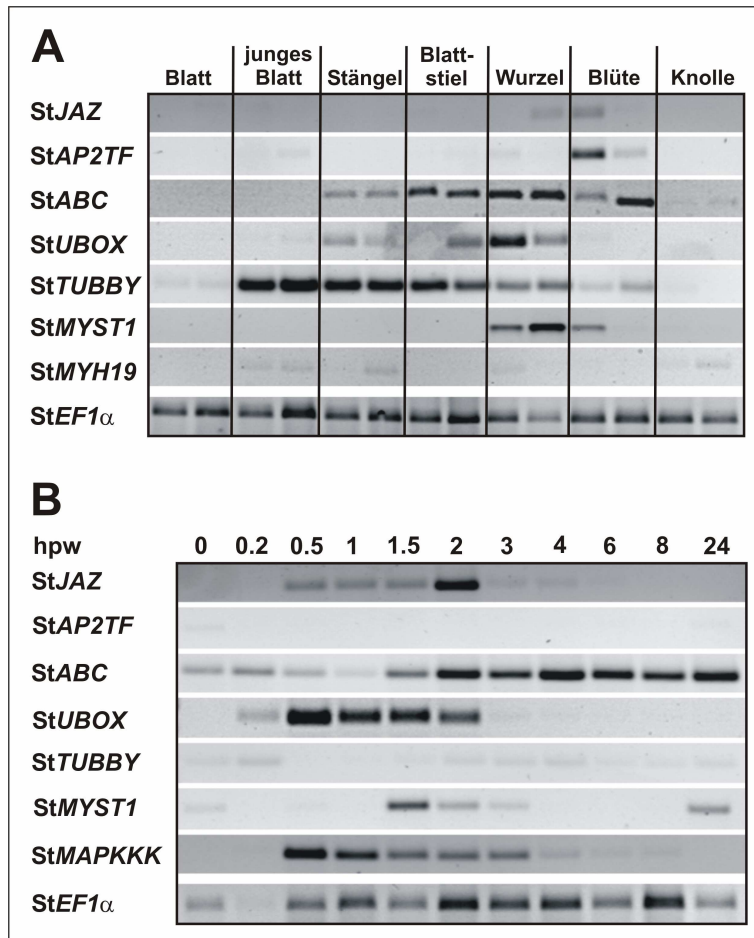 A
Blatt junges Blatt Stängel Blatt-stiel Wurzel Blüte Knolle
StJAZ
StAP2TF
StABC
StUBOX
StTUBBY
StMYST1
StMYH19
StEF1α
B
hpw 0 0.2 0.5 1 1.5 2 3 4 6 8 24
StJAZ
StAP2TF
StABC
StUBOX
StTUBBY
StMYST1
StMAPKKK
StEF1α